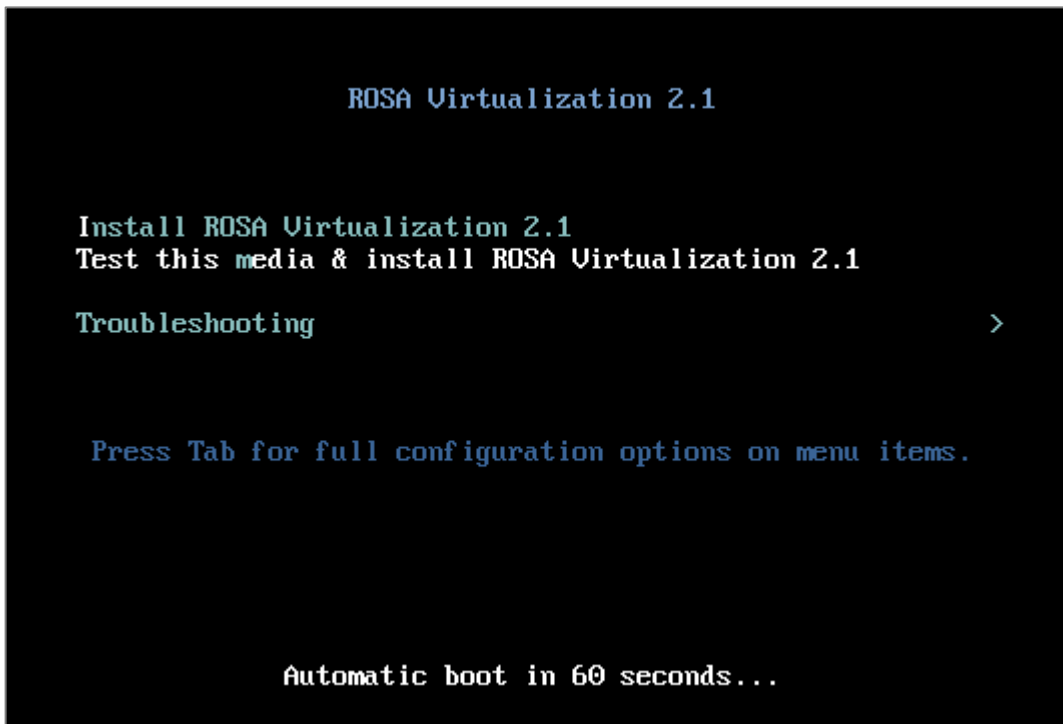 ROSA Virtualization 2.1
Install ROSA Virtualization 2.1
Test this media & install ROSA Virtualization 2.1
Troubleshooting >
Press Tab for full configuration options on menu items.
Automatic boot in 60 seconds...